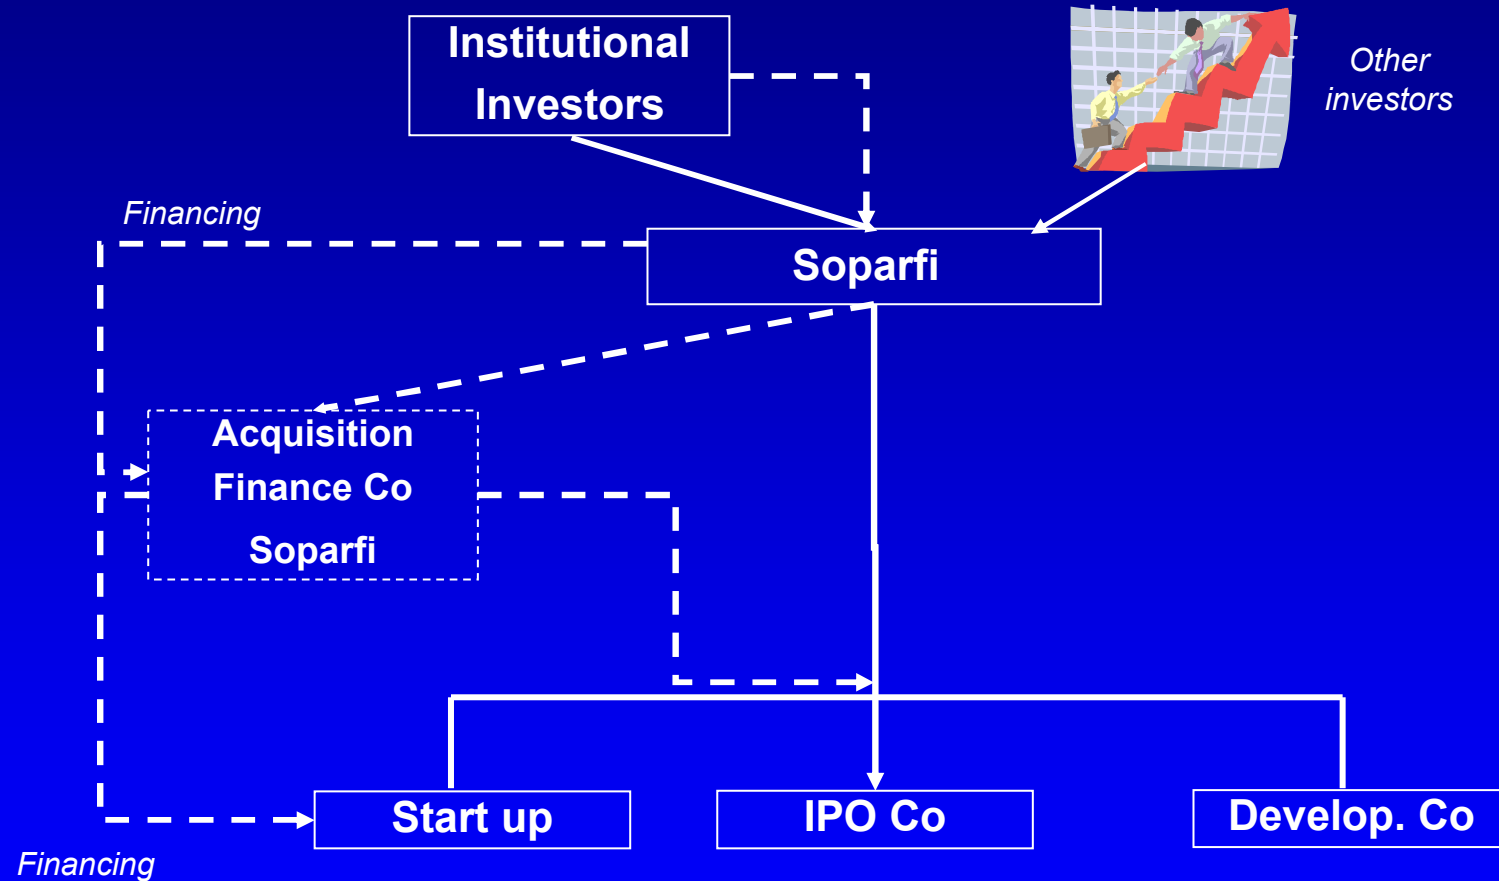 Institutional
Investors
Other
investors
Financing
Soparfi
Acquisition
Finance Co
Soparfi
Start up
IPO Co
Develop. Co
Financing